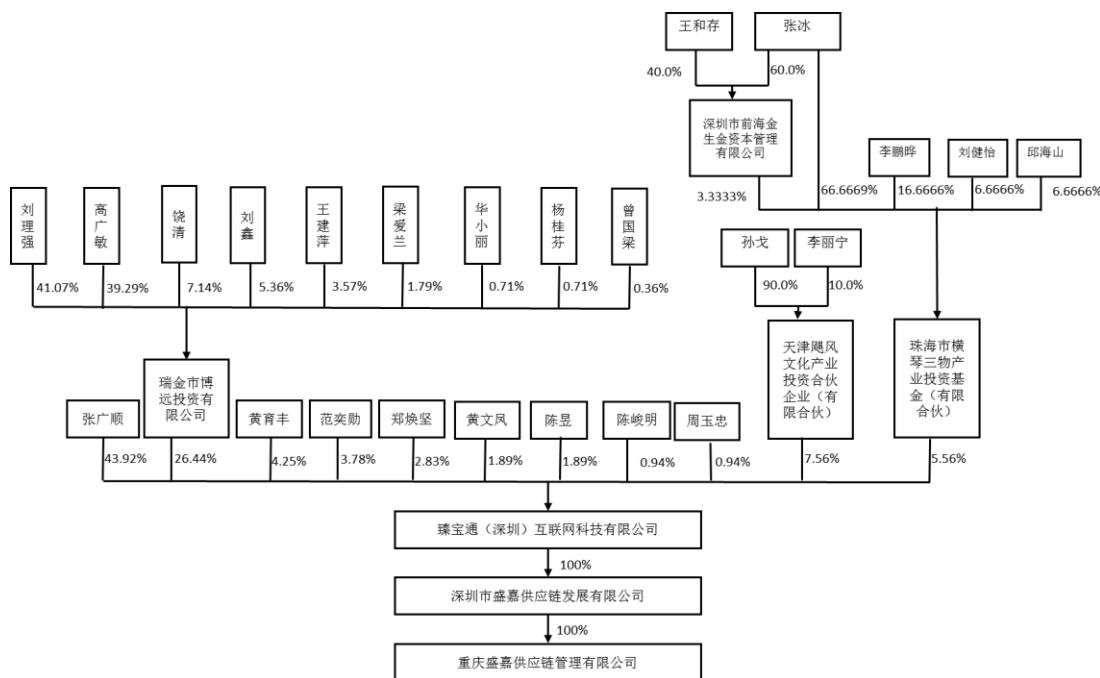 王和存
张冰
40.0%
60.0%
深圳市前海金
生金资本管理
有限公司
李鹏晔
刘健怡
邱海山
3.3333%
66.6669%
16.6666%
6.6666%
6.6666%
刘理强
高广敏
饶清
刘鑫
王建萍
梁爱兰
华小丽
杨桂芬
曾国梁
孙戈
李丽宁
41.07%
39.29%
7.14%
5.36%
3.57%
1.79%
0.71%
0.71%
0.36%
90.0%
10.0%
瑞金市博
远投资有
限公司
天津飓风
文化产业
投资合伙
企业（有
限合伙）
珠海市横
琴三物产
业投资基
金（有限
合伙）
张广顺
黄育丰
范奕勋
郑焕坚
黄文凤
陈昱
陈峻明
周玉忠
43.92%
26.44%
4.25%
3.78%
2.83%
1.89%
1.89%
0.94%
0.94%
7.56%
5.56%
臻宝通（深圳）互联网科技有限公司
100%
深圳市盛嘉供应链发展有限公司
100%
重庆盛嘉供应链管理有限公司